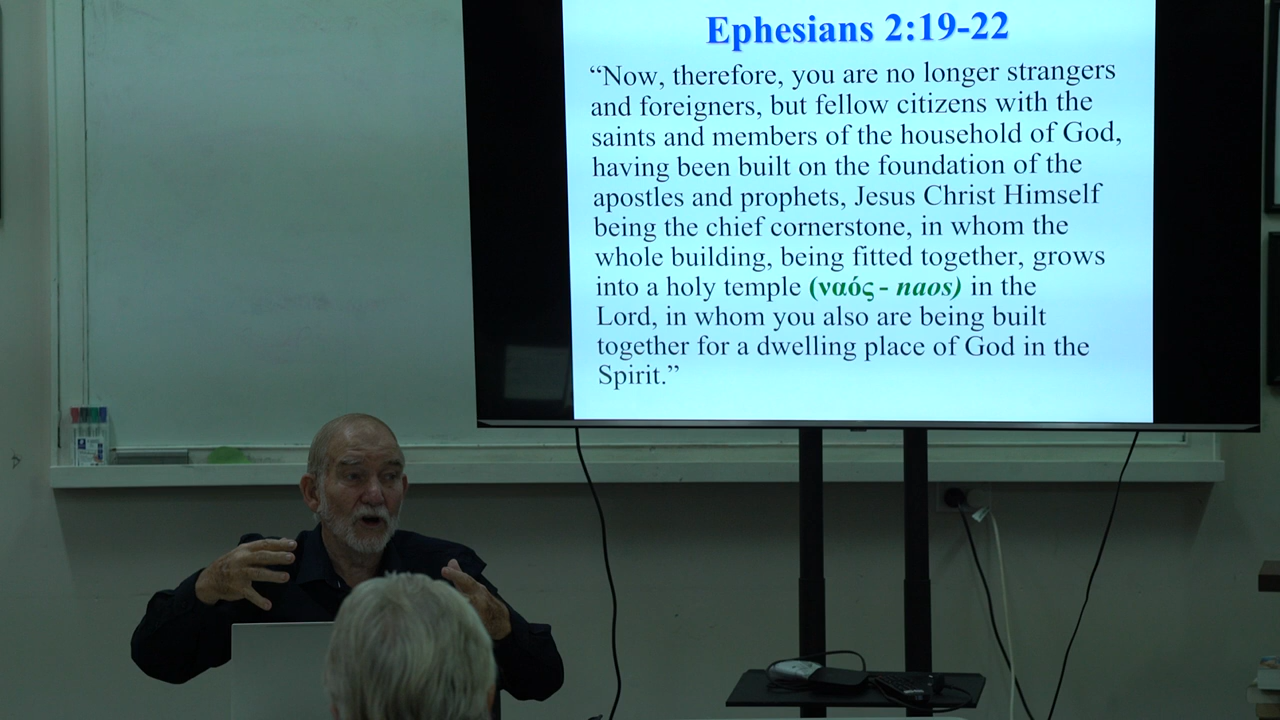 Ephesians 2:19-22
“Now, therefore, you are no longer strangers
and foreigners, but fellow citizens with the
saints and members of the household of God,
having been built on the foundation of the
apostles and prophets, Jesus Christ Himself
being the chief cornerstone, in whom the
whole building, being fitted together, grows
into a holy temple (ναός - naos) in the
Lord, in whom you also are being built
together for a dwelling place of God in the
Spirit.”